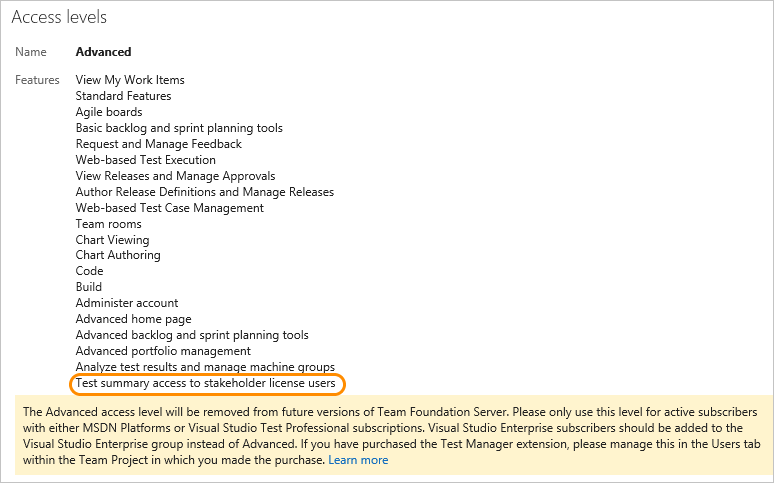 Access levels
Name Advanced
Features View My Work Items
Standard Features
Agile boards
Basic backlog and sprint planning tools
Request and Manage Feedback
Web-based Test Execution
View Releases and Manage Approvals
Author Release Definitions and Manage Releases
Web-based Test Case Management
Team rooms
Chart Viewing
Chart Authoring
Code
Build
Administer account
Advanced home page
Advanced backlog and sprint planning tools
Advanced portfolio management
Analyze test results and manage machine groups
Test summary access to stakeholder license users
The Advanced access level will be removed from future versions of Team Foundation Server. Please only use this level for active subscribers
with either MSDN Platforms or Visual Studio Test Professional subscriptions. Visual Studio Enterprise subscribers should be added to the
Visual Studio Enterprise group instead of Advanced. If you have purchased the Test Manager extension, please manage this in the Users tab
within the Team Project in which you made the purchase. Learn more